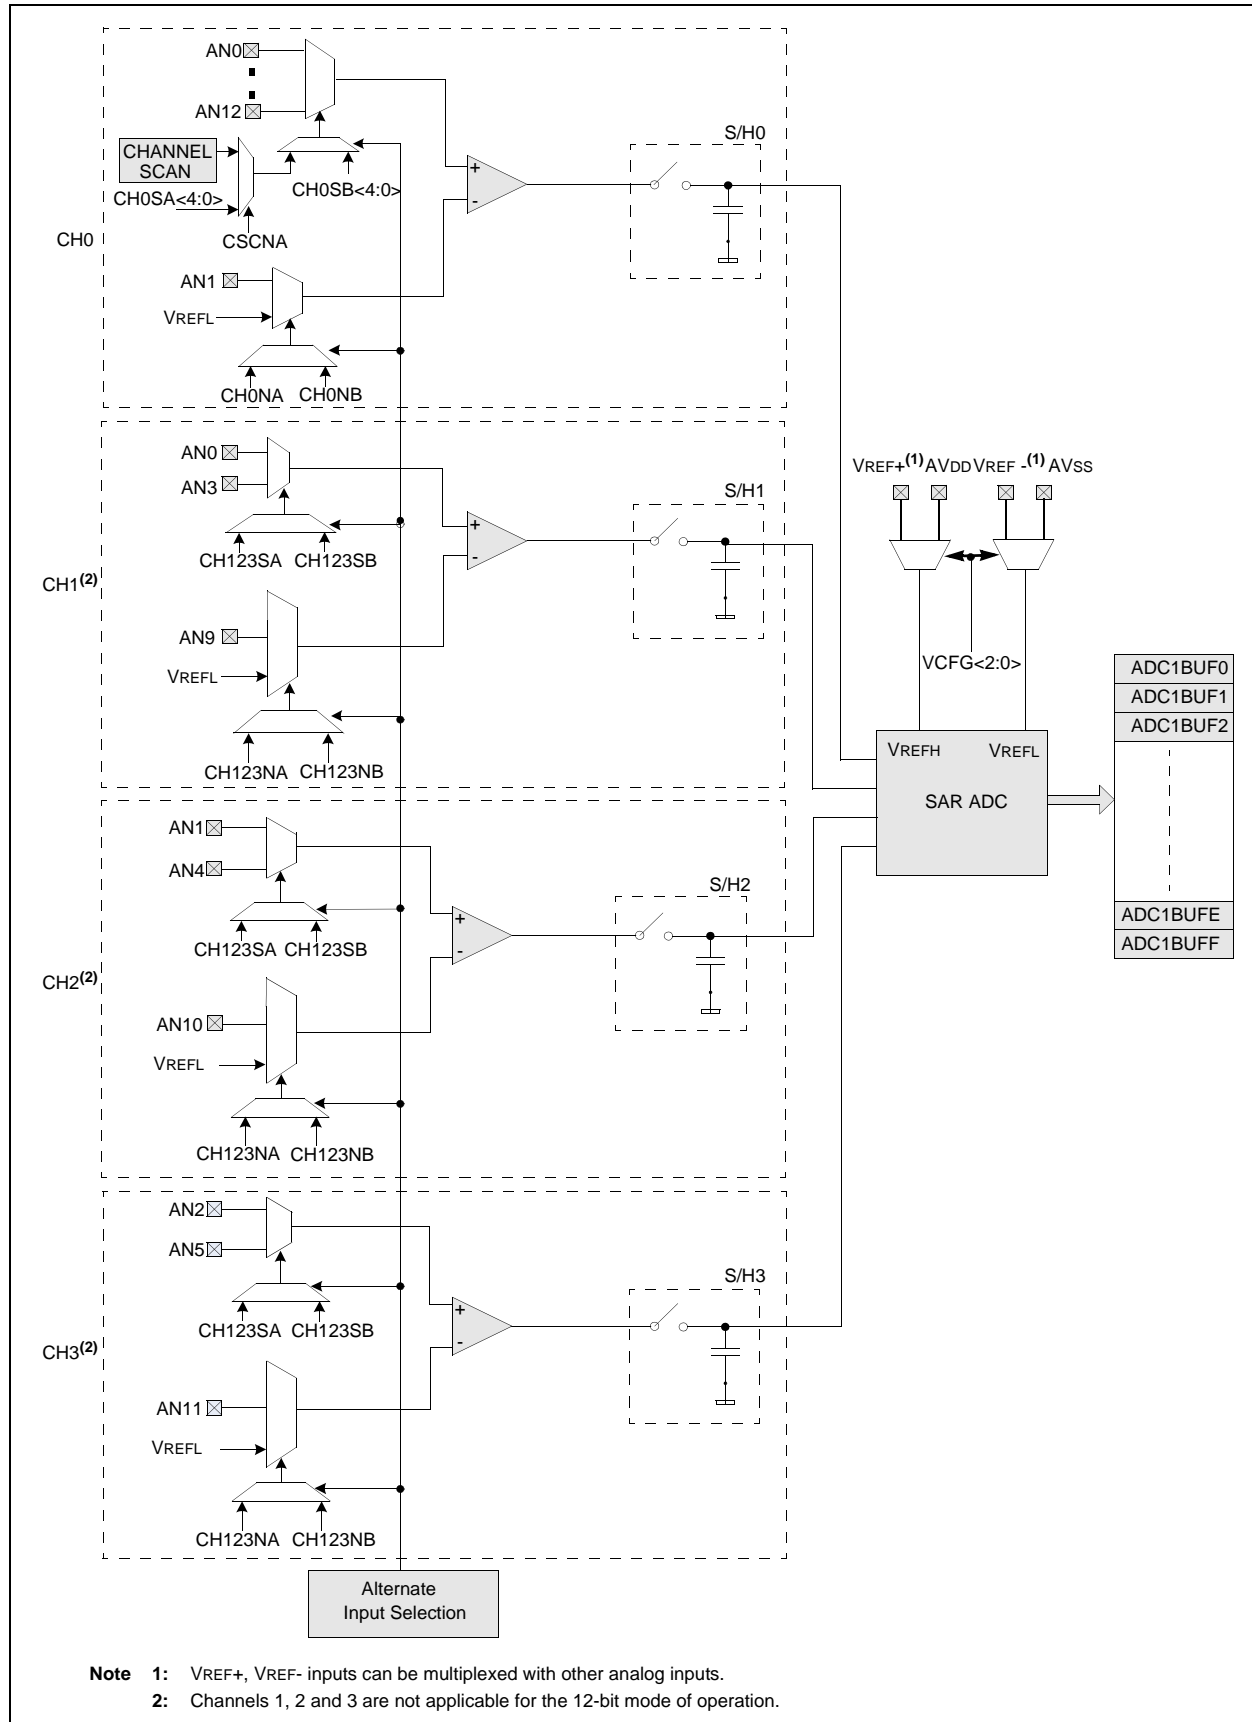 AN0
AN12
CHANNEL
SCAN
CH0SA<4:0>
CH0SB<4:0>
CSCNA
CH0
AN1
VREFL
CH0NA CH0NB
+
-
S/H0
AN0
AN3
CH123SA CH123SB
CH1(2)
AN9
VREFL
CH123NA CH123NB
+
-
S/H1
AN1
AN4
CH123SA CH123SB
CH2(2)
AN10
VREFL
CH123NA CH123NB
+
-
S/H2
AN2
AN5
CH123SA CH123SB
CH3(2)
AN11
VREFL
CH123NA CH123NB
+
-
S/H3
Alternate
Input Selection
VREF+(1) AVDD VREF -(1) AVSS
VCFG<2:0>
VREFH VREFL
SAR ADC
ADC1BUF0
ADC1BUF1
ADC1BUF2
ADC1BUFE
ADC1BUFF
Note 1: VREF+, VREF- inputs can be multiplexed with other analog inputs.
2: Channels 1, 2 and 3 are not applicable for the 12-bit mode of operation.